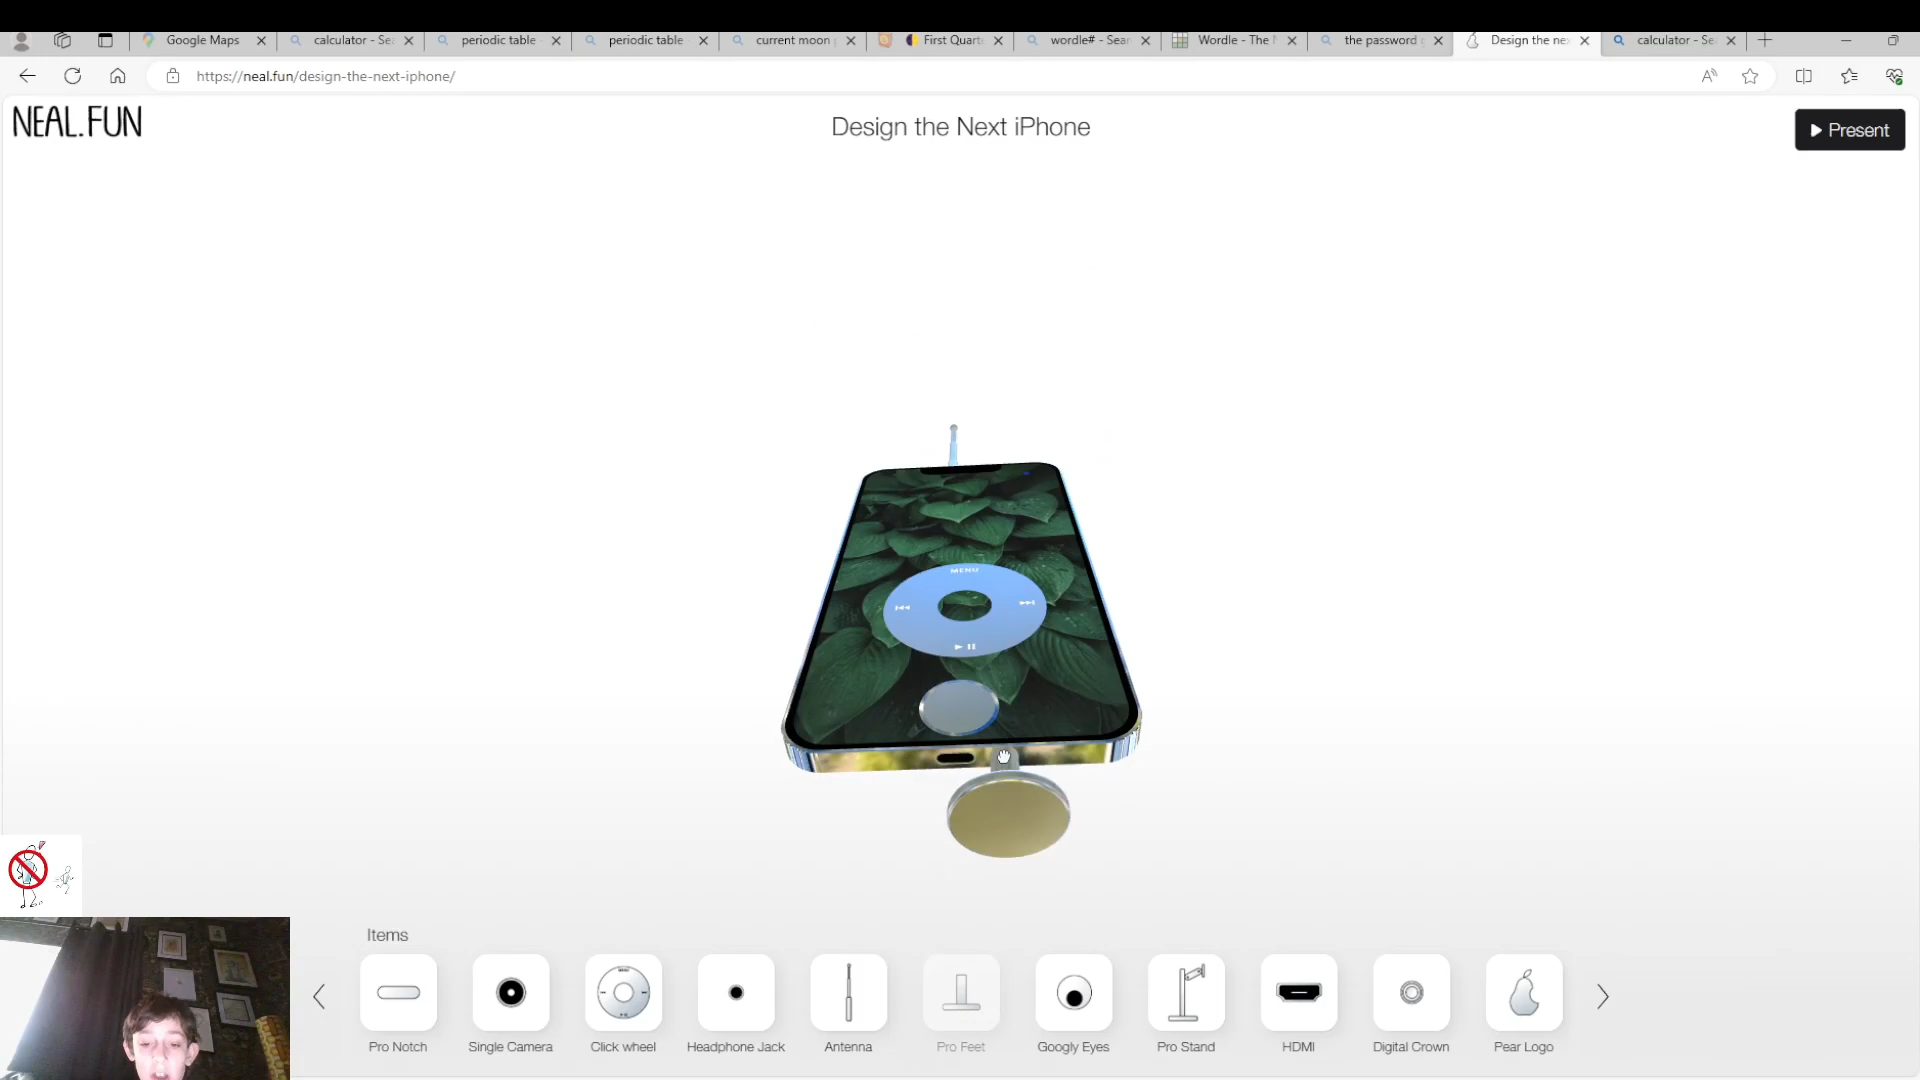 Google Maps
calculator - Se
periodic table
periodic table
current moon
First Quart
wordle# - Sear
Wordle - The N
the password g
Design the nex
calculator - Se
https://neal.fun/design-the-next-iphone/
NEAL.FUN
Design the Next iPhone
Present
MENU
Items
Pro Notch
Single Camera
Click wheel
Headphone Jack
Antenna
Pro Feet
Googly Eyes
Pro Stand
HDMI
Digital Crown
Pear Logo